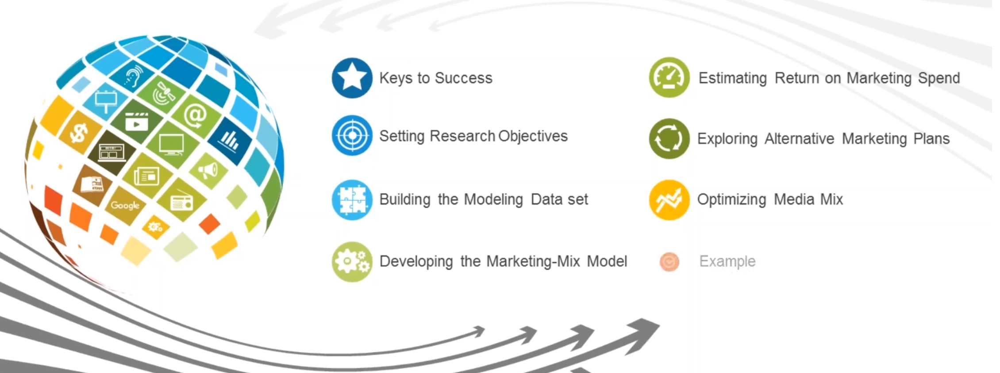 Keys to Success
Setting Research Objectives
Building the Modeling Data set
Developing the Marketing-Mix Model
Estimating Return on Marketing Spend
Exploring Alternative Marketing Plans
Optimizing Media Mix
Example
Google